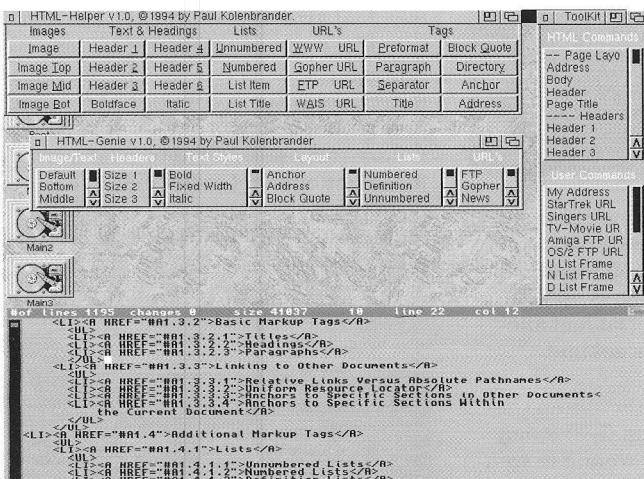 HTML-Helper v1.0, ©1994 by Paul Kolenbrander.
Images Text & Headings Lists URL's Tags
Image Header 1 Header 4 Unnumbered WWW URL Preformat Block Quote
Image Top Header 2 Header 5 Numbered Gopher URL Paragraph Directory
Image Mid Header 3 Header 6 List Item FTP URL Separator Anchor
Image Bot Boldface Italic List Title WAIS URL Title Address
HTML-Genie v1.0, ©1994 by Paul Kolenbrander.
Image/Text Headers Text Styles Layout Lists URL's
Default Size 1 Bold Anchor Numbered FTP
Bottom Size 2 Fixed Width Address Definition Gopher
Middle Size 3 Italic Block Quote Unnumbered News
Main2
Main3
ToolKit
HTML Commands
-- Page Layo
Address
Body
Header
Page Title
---- Headers
Header 1
Header 2
Header 3
User Commands
My Address
StarTrek URL
Singers URL
TV-Movie UR
Amiga FTP UR
OS/2 FTP URL
U List Frame
N List Frame
D List Frame
#of lines 1195 changes 0 size 41037 10 line 22 col 12
<LI><A HREF="#A1.3.2">Basic Markup Tags</A>
<UL>
<LI><A HREF="#A1.3.2.1">Titles</A>
<LI><A HREF="#A1.3.2.2">Headings</A>
<LI><A HREF="#A1.3.2.3">Paragraphs</A>
</UL>
<LI><A HREF="#A1.3.3">Linking to Other Documents</A>
<UL>
<LI><A HREF="#A1.3.3.1">Relative Links Versus Absolute Pathnames</A>
<LI><A HREF="#A1.3.3.2">Uniform Resource Locator</A>
<LI><A HREF="#A1.3.3.3">Anchors to Specific Sections in Other Documents<
<LI><A HREF="#A1.3.3.4">Anchors to Specific Sections Within
the Current Document</A>
</UL>
</UL>
<LI><A HREF="#A1.4">Additional Markup Tags</A>
<UL>
<LI><A HREF="#A1.4.1">Lists</A>
<UL>
<LI><A HREF="#A1.4.1.1">Unnumbered Lists</A>
<LI><A HREF="#A1.4.1.2">Numbered Lists</A>
<LI><A HREF="#A1.4.1.3">Definition Lists</A>